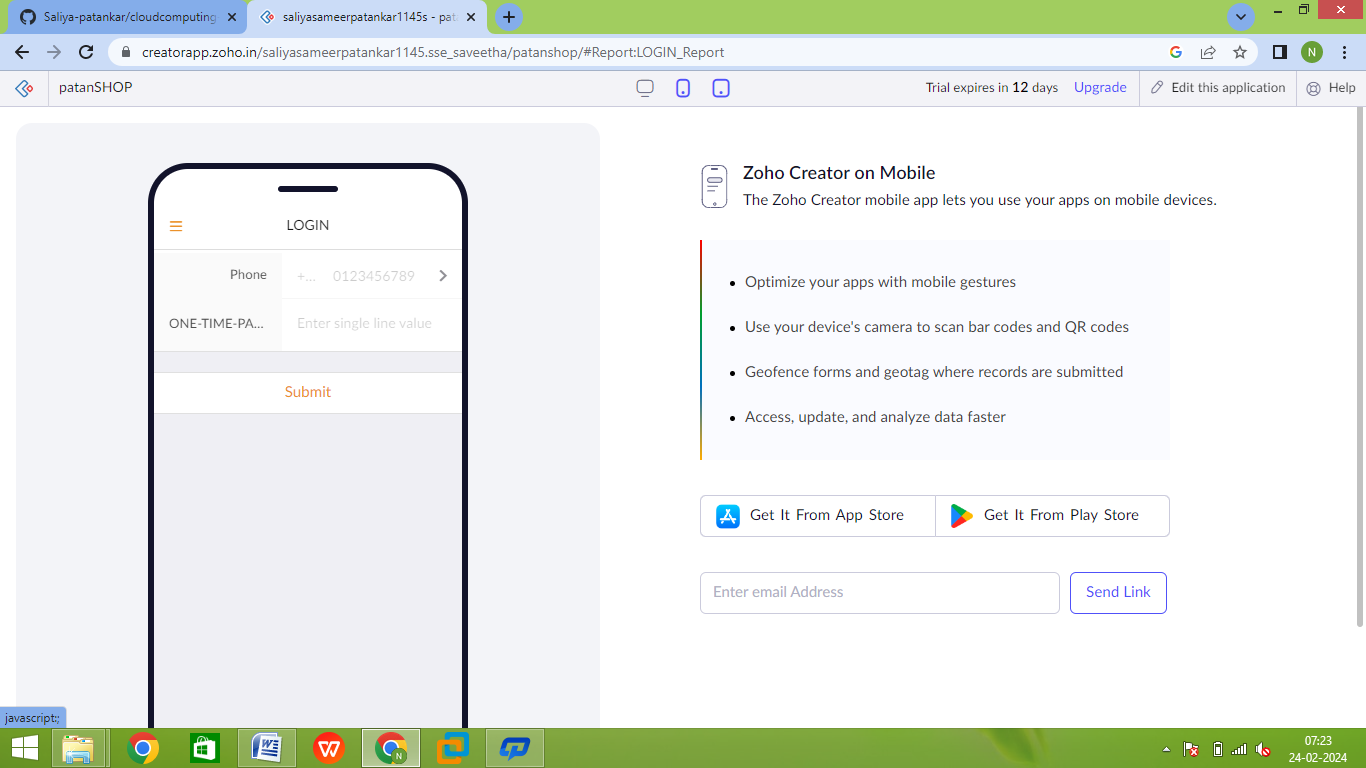 Saliya-patankar/cloudcomputing
saliyasameerpatankar1145s - pat
creatorapp.zoho.in/saliyasameerpatankar1145.sse_saveetha/patanshop/#Report:LOGIN_Report
N
patanSHOP
Trial expires in 12 days
Upgrade
Edit this application
Help
LOGIN
Phone
+... 0123456789
ONE-TIME-PA...
Enter single line value
Submit
Zoho Creator on Mobile
The Zoho Creator mobile app lets you use your apps on mobile devices.
Optimize your apps with mobile gestures
Use your device's camera to scan bar codes and QR codes
Geofence forms and geotag where records are submitted
Access, update, and analyze data faster
Get It From App Store
Get It From Play Store
Enter email Address
Send Link
javascript:;
W
W
N
07:23
24-02-2024